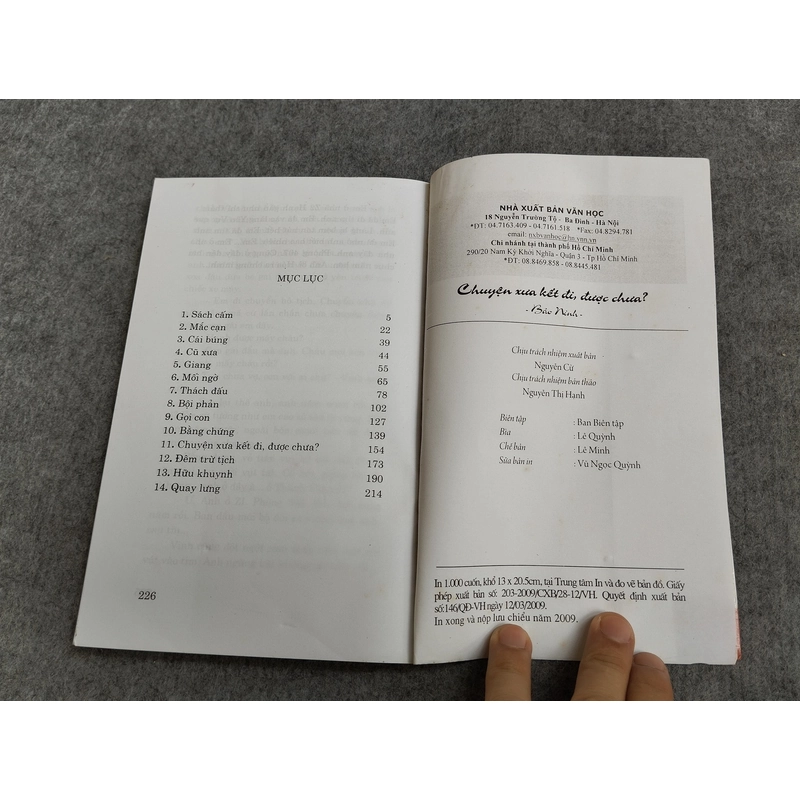 MỤC LỤC
1. Sách cấm 5
2. Mắc cạn 22
3. Cái búng 39
4. Cũ xưa 44
5. Giang 55
6. Mối ngờ 65
7. Thách đấu 78
8. Bội phản 102
9. Gọi con 127
10. Bằng chứng 139
11. Chuyện xưa kết đi, được chưa? 154
12. Đêm trừ tịch 173
13. Hữu khuynh 190
14. Quay lưng 214
226
NHÀ XUẤT BẢN VĂN HỌC
18 Nguyễn Trường Tộ - Ba Đình - Hà Nội
*ĐT: 04.7163.409 - 04.7161.518 *Fax: 04.8294.781
email: nxbvanhoc@hn.vnn.vn
Chi nhánh tại thành phố Hồ Chí Minh
290/20 Nam Kỳ Khởi Nghĩa - Quận 3 - Tp Hồ Chí Minh
*ĐT: 08.8469.858 - 08.8445.481
Chuyện xưa kết đi, được chưa?
- Bảo Ninh -
Chịu trách nhiệm xuất bản
Nguyễn Cừ
Chịu trách nhiệm bản thảo
Nguyễn Thị Hạnh
Biên tập : Ban Biên tập
Bìa : Lê Quỳnh
Chế bản : Lê Minh
Sửa bản in : Vũ Ngọc Quỳnh
In 1.000 cuốn, khổ 13 x 20.5cm, tại Trung tâm In và đo vẽ bản đồ. Giấy
phép xuất bản số: 203-2009/CXB/28-12/VH. Quyết định xuất bản
số:146/QĐ-VH ngày 12/03/2009.
In xong và nộp lưu chiểu năm 2009.